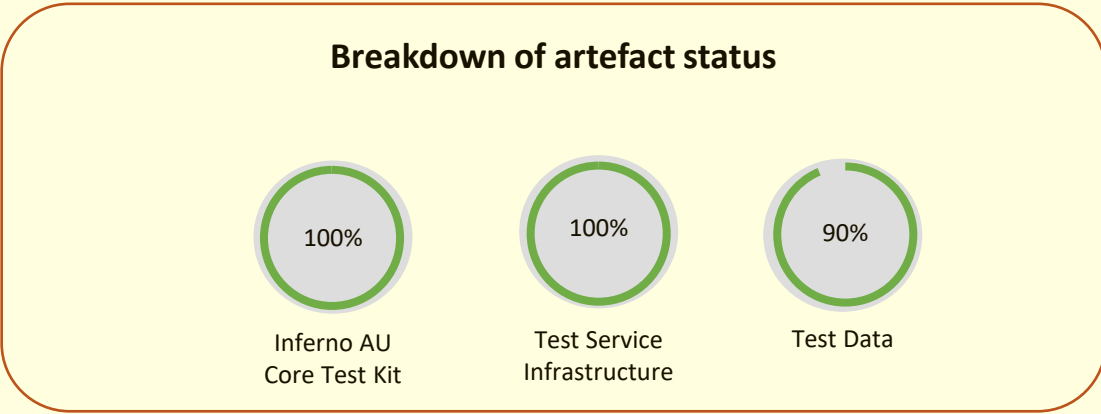 Breakdown of artefact status
100%
100%
90%
Inferno AU
Core Test Kit
Test Service
Infrastructure
Test Data